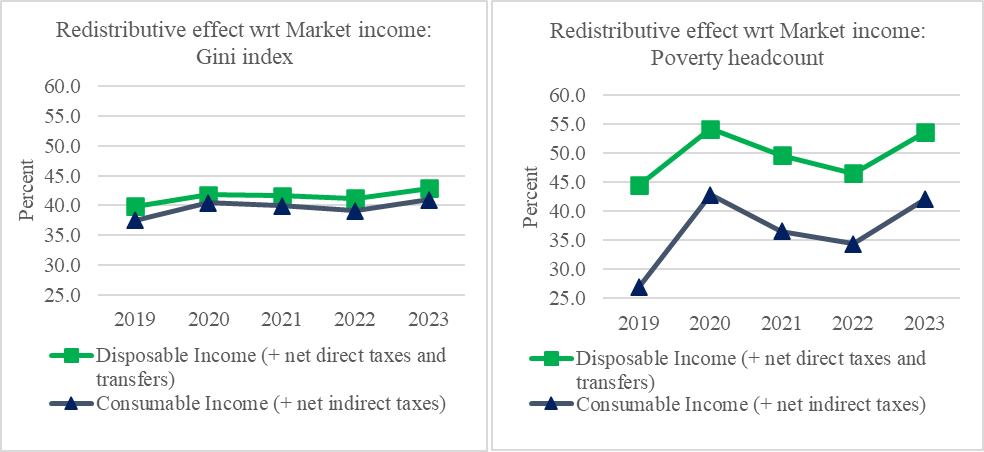 Redistributive effect wrt Market income:
Gini index
60.0
55.0
50.0
45.0
40.0
35.0
30.0
25.0
Percent
2019 2020 2021 2022 2023
Disposable Income (+ net direct taxes and
transfers)
Consumable Income (+ net indirect taxes)
Redistributive effect wrt Market income:
Poverty headcount
60.0
55.0
50.0
45.0
40.0
35.0
30.0
25.0
Percent
2019 2020 2021 2022 2023
Disposable Income (+ net direct taxes and
transfers)
Consumable Income (+ net indirect taxes)